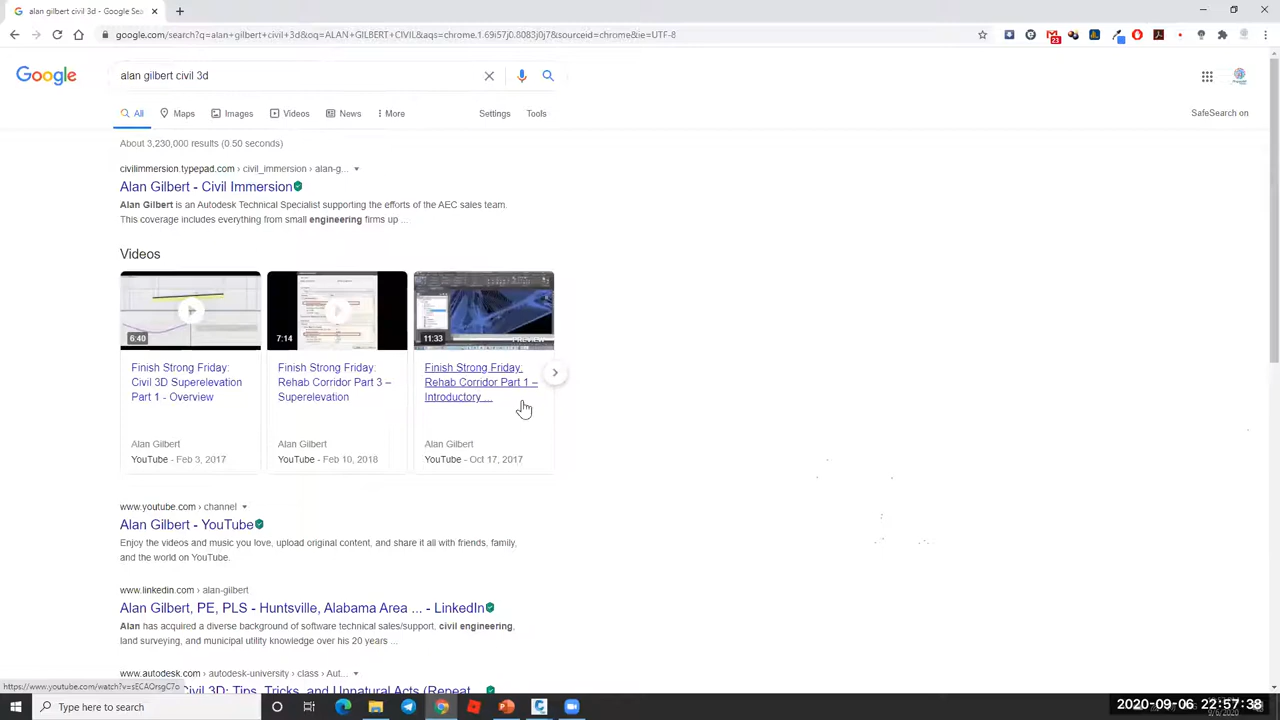 alan gilbert civil 3d - Google Sea
google.com/search?q=alan+gilbert+civil+3d&oq=ALAN+GILBERT+CIVIL&aqs=chrome.1.69i57j0.8083j0j7&sourceid=chrome&ie=UTF-8
23
Google
alan gilbert civil 3d
All Maps Images Videos News More Settings Tools
SafeSearch on
About 3,230,000 results (0.50 seconds)
civilimmersion.typepad.com › civil_immersion › alan-g...
Alan Gilbert - Civil Immersion
Alan Gilbert is an Autodesk Technical Specialist supporting the efforts of the AEC sales team.
This coverage includes everything from small engineering firms up ...
Videos
6:40
7:14
11:33
PREVIEW
Finish Strong Friday:
Civil 3D Superelevation
Part 1 - Overview
Alan Gilbert
YouTube - Feb 3, 2017
Finish Strong Friday:
Rehab Corridor Part 3 –
Superelevation
Alan Gilbert
YouTube - Feb 10, 2018
Finish Strong Friday:
Rehab Corridor Part 1 –
Introductory ...
Alan Gilbert
YouTube - Oct 17, 2017
www.youtube.com › channel
Alan Gilbert - YouTube
Enjoy the videos and music you love, upload original content, and share it all with friends, family,
and the world on YouTube.
www.linkedin.com › alan-gilbert
Alan Gilbert, PE, PLS - Huntsville, Alabama Area ... - LinkedIn
Alan has acquired a diverse background of software technical sales/support, civil engineering,
land surveying, and municipal utility knowledge over his 20 years ...
www.autodesk.com › autodesk-university › class › Aut...
Civil 3D: Tips, Tricks, and Unnatural Acts (Repeat
Type here to search
2020-09-06 22:57:38